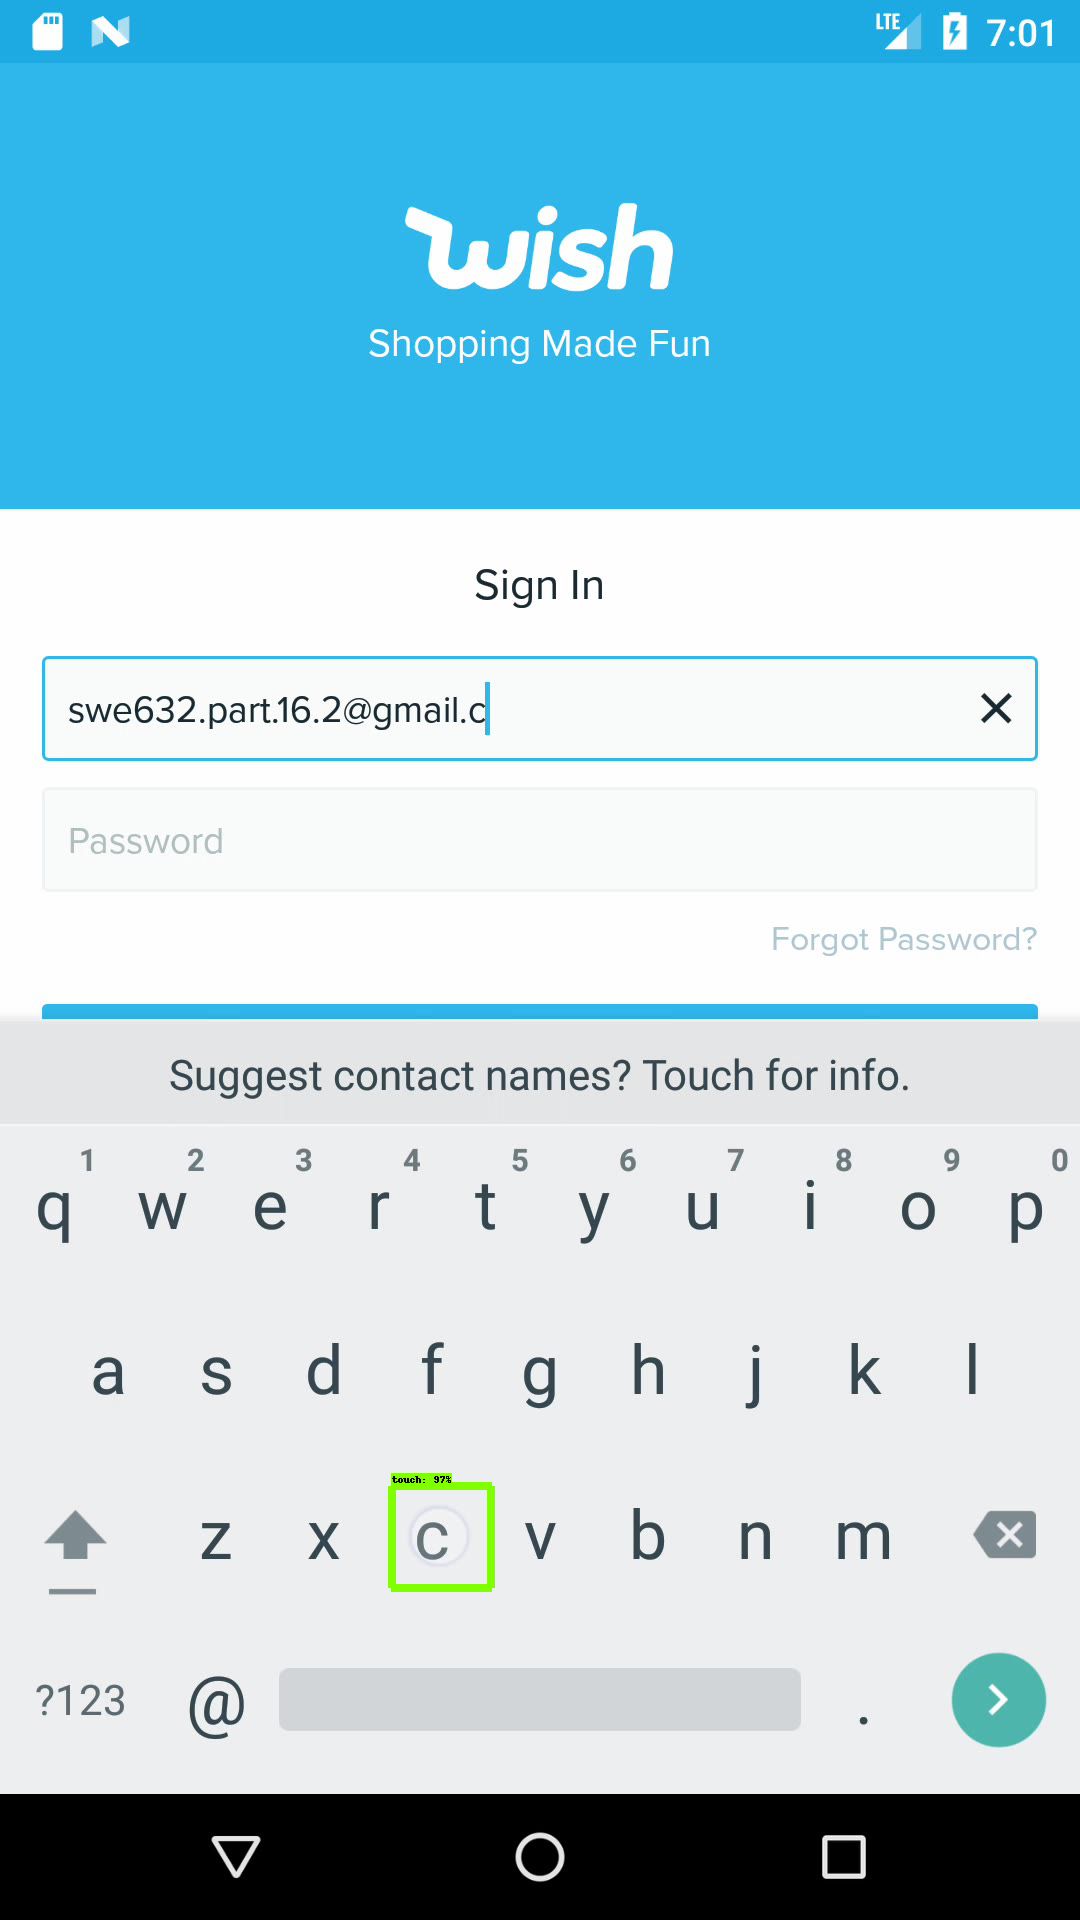 LTE 7:01
wish
Shopping Made Fun
Sign In
swe632.part.16.2@gmail.c
Password
Forgot Password?
Suggest contact names? Touch for info.
1 2 3 4 5 6 7 8 9 0
q w e r t y u i o p
a s d f g h j k l
touch: 97%
z x c v b n m
?123 @ .